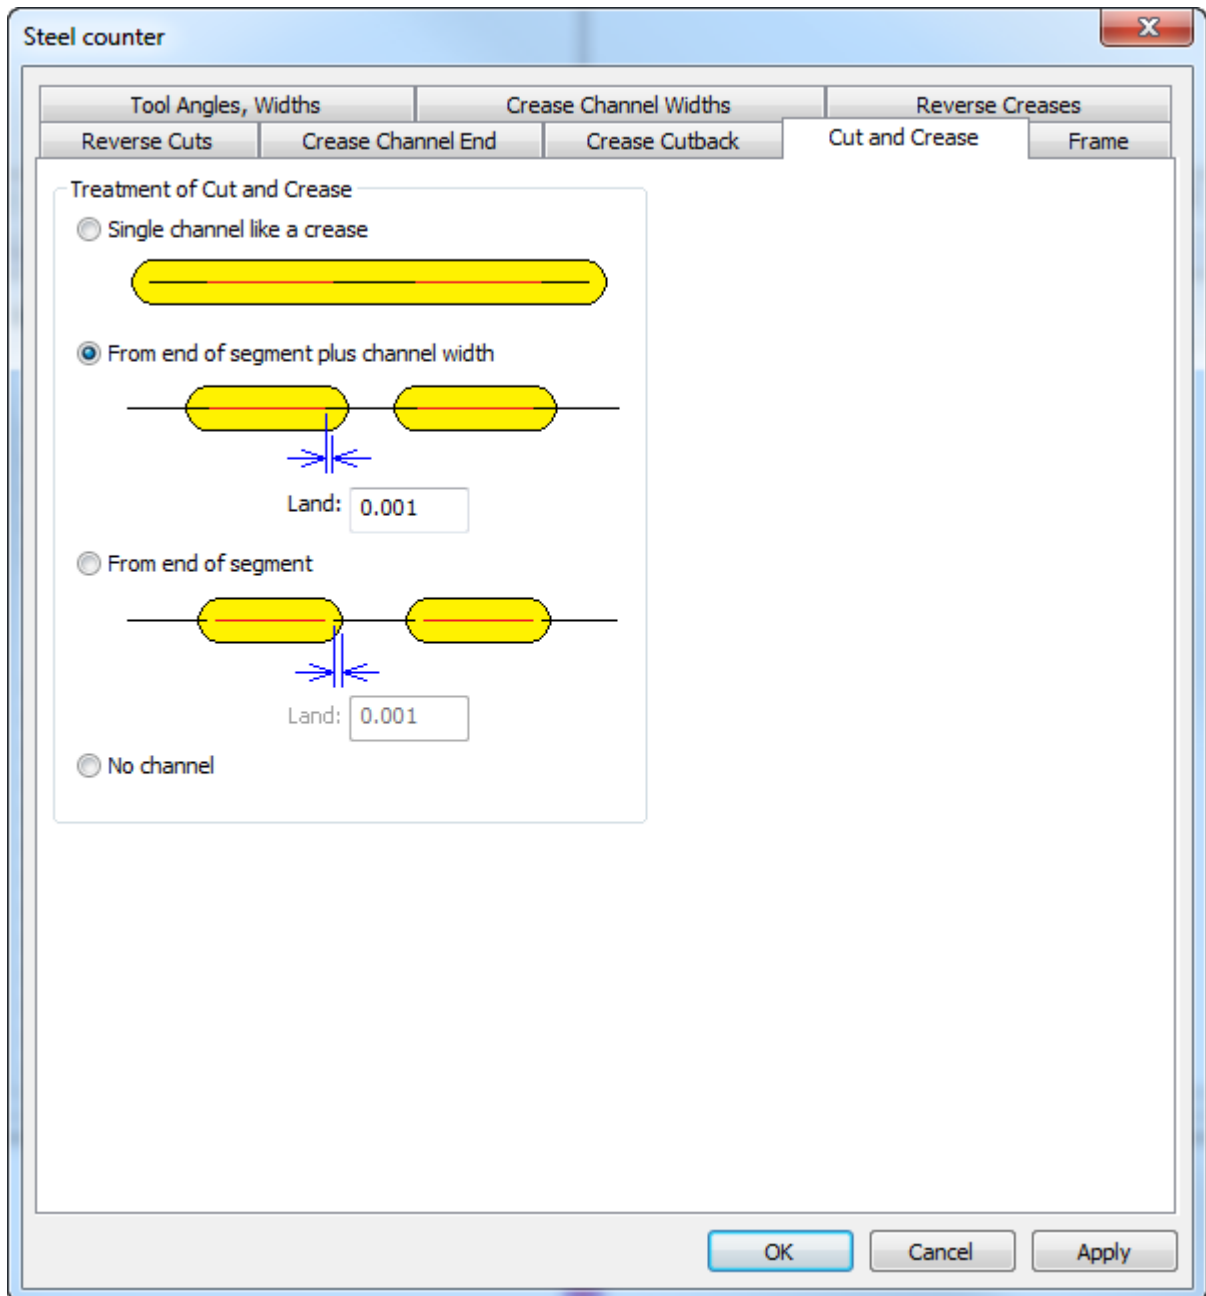 Steel counter
Tool Angles, Widths
Crease Channel Widths
Reverse Creases
Reverse Cuts
Crease Channel End
Crease Cutback
Cut and Crease
Frame
Treatment of Cut and Crease
Single channel like a crease
From end of segment plus channel width
Land: 0.001
From end of segment
Land: 0.001
No channel
OK
Cancel
Apply